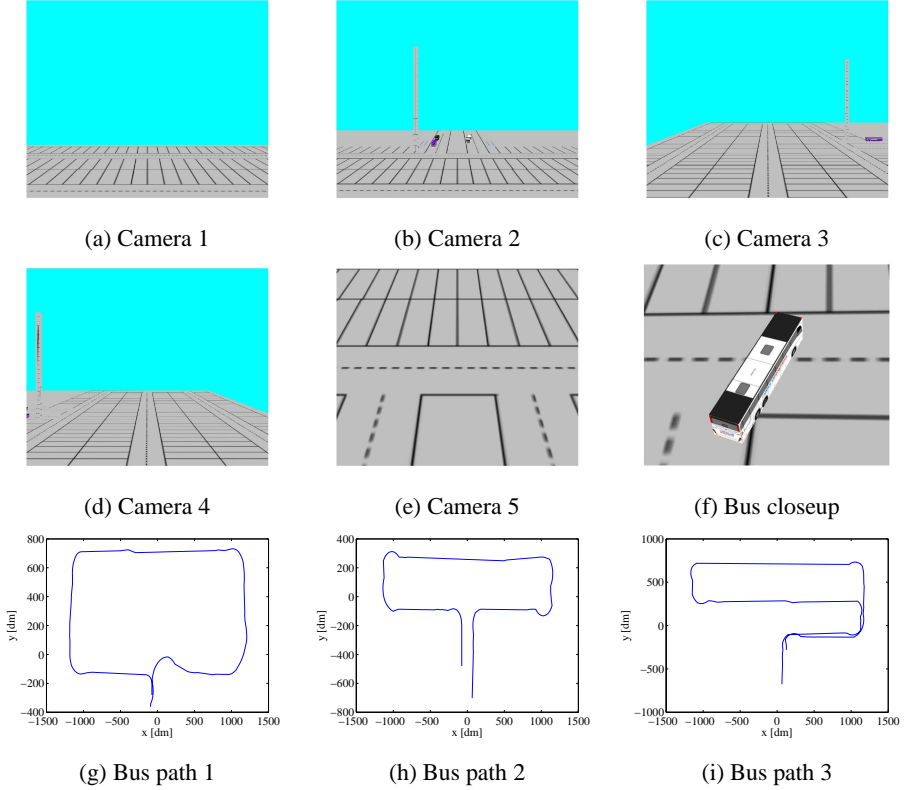 (a) Camera 1
(b) Camera 2
(c) Camera 3
(d) Camera 4
(e) Camera 5
(f) Bus closeup
800
600
400
200
0
−200
−400
y [dm]
−1500 −1000 −500 0 500 1000 1500
x [dm]
400
200
0
−200
−400
−600
−800
y [dm]
−1500 −1000 −500 0 500 1000 1500
x [dm]
1000
500
0
−500
−1000
y [dm]
−1500 −1000 −500 0 500 1000 1500
x [dm]
(g) Bus path 1
(h) Bus path 2
(i) Bus path 3